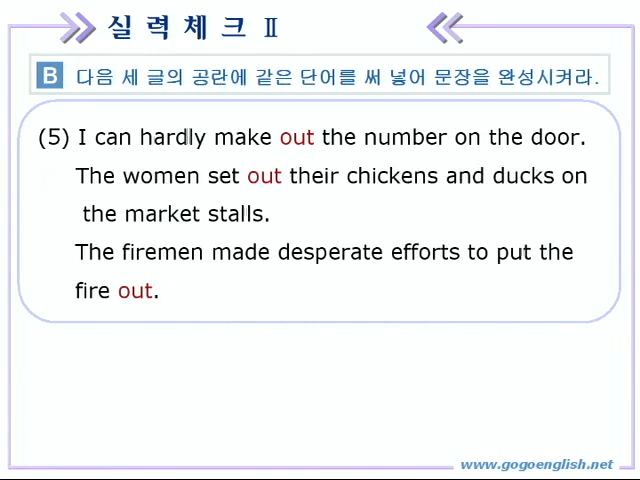 실력체크 Ⅱ
B 다음 세 글의 공란에 같은 단어를 써 넣어 문장을 완성시켜라.
(5) I can hardly make out the number on the door.
The women set out their chickens and ducks on
the market stalls.
The firemen made desperate efforts to put the
fire out.
www.gogoenglish.net